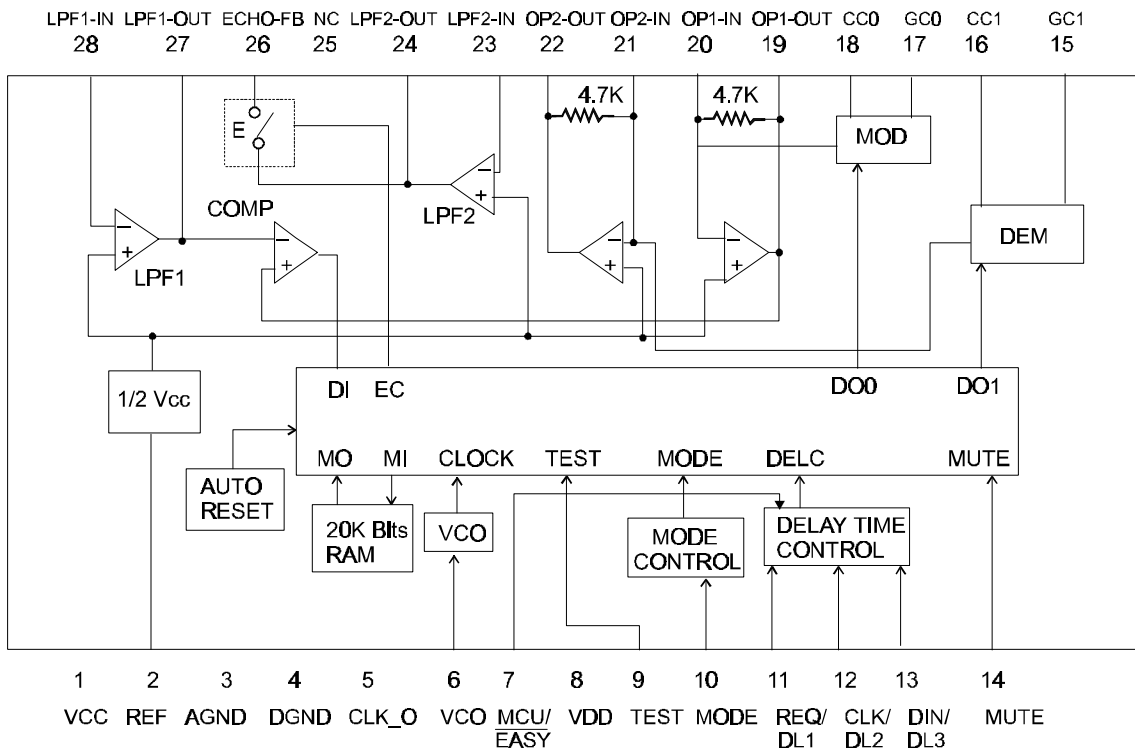 LPF1-IN LPF1-OUT ECHO-FB NC LPF2-OUT LPF2-IN OP2-OUT OP2-IN OP1-IN OP1-OUT CC0 GC0 CC1 GC1
28 27 26 25 24 23 22 21 20 19 18 17 16 15
4.7K 4.7K
E
MOD
COMP
LPF2
DEM
LPF1
1/2 Vcc
DI EC DO0 DO1
MO MI CLOCK TEST MODE DELC MUTE
AUTO
RESET
20K BIts
RAM
VCO
MODE
CONTROL
DELAY TIME
CONTROL
1 2 3 4 5 6 7 8 9 10 11 12 13 14
VCC REF AGND DGND CLK_O VCO MCU/ VDD TEST MODE REQ/ CLK/ DIN/ MUTE
EASY DL1 DL2 DL3